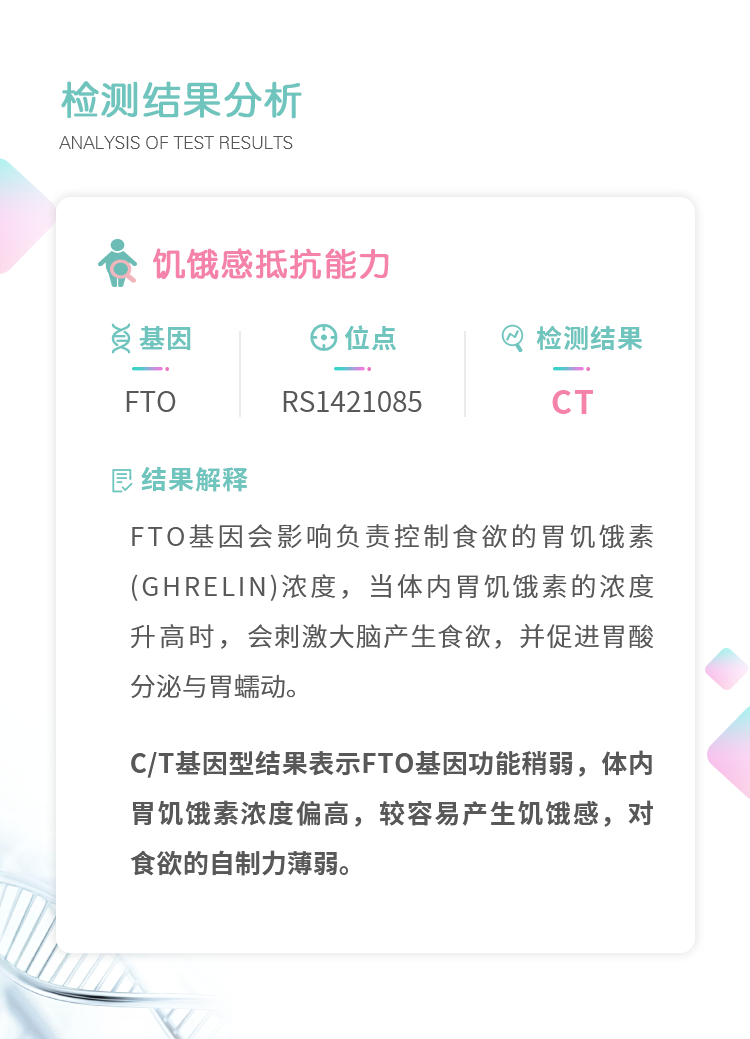 检测结果分析
ANALYSIS OF TEST RESULTS
饥饿感抵抗能力
基因
位点
检测结果
FTO
RS1421085
CT
结果解释
FTO基因会影响负责控制食欲的胃饥饿素
(GHRELIN)浓度，当体内胃饥饿素的浓度
升高时，会刺激大脑产生食欲，并促进胃酸
分泌与胃蠕动。
C/T基因型结果表示FTO基因功能稍弱，体内
胃饥饿素浓度偏高，较容易产生饥饿感，对
食欲的自制力薄弱。